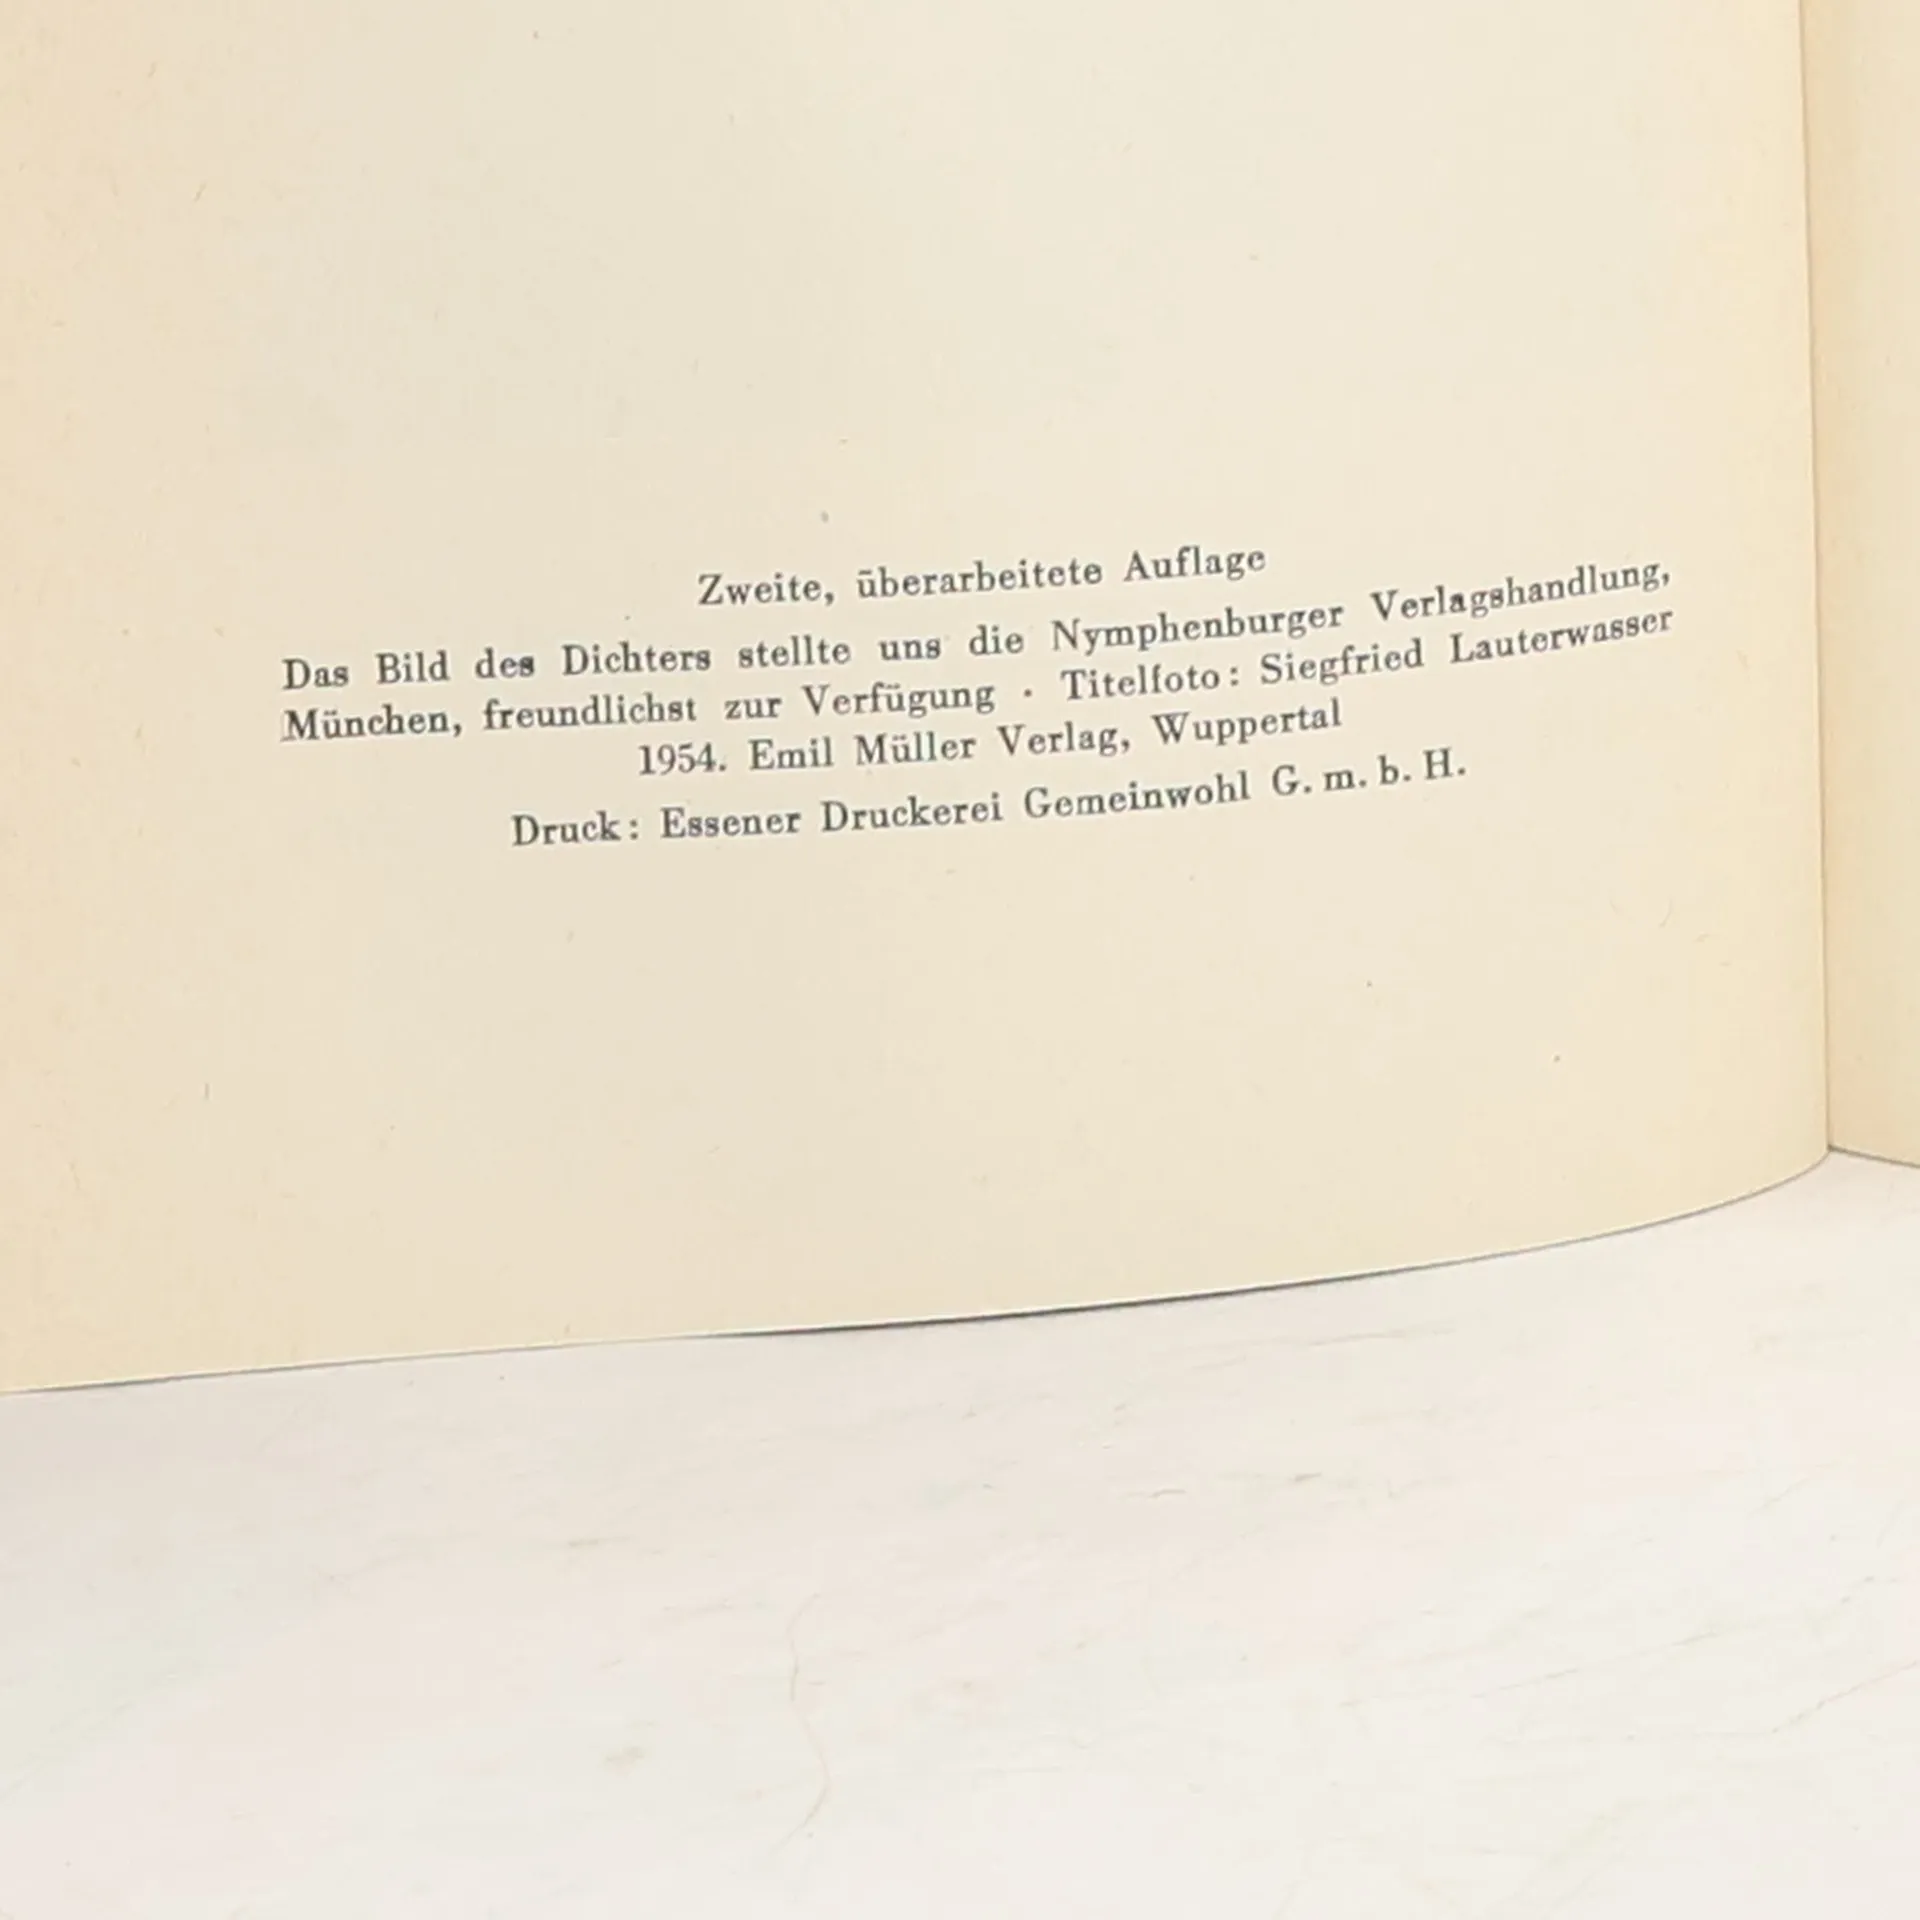 Zweite, überarbeitete Auflage
Das Bild des Dichters stellte uns die Nymphenburger Verlagshandlung,
München, freundlichst zur Verfügung · Titelfoto: Siegfried Lauterwasser
1954. Emil Müller Verlag, Wuppertal
Druck: Essener Druckerei Gemeinwohl G. m. b. H.